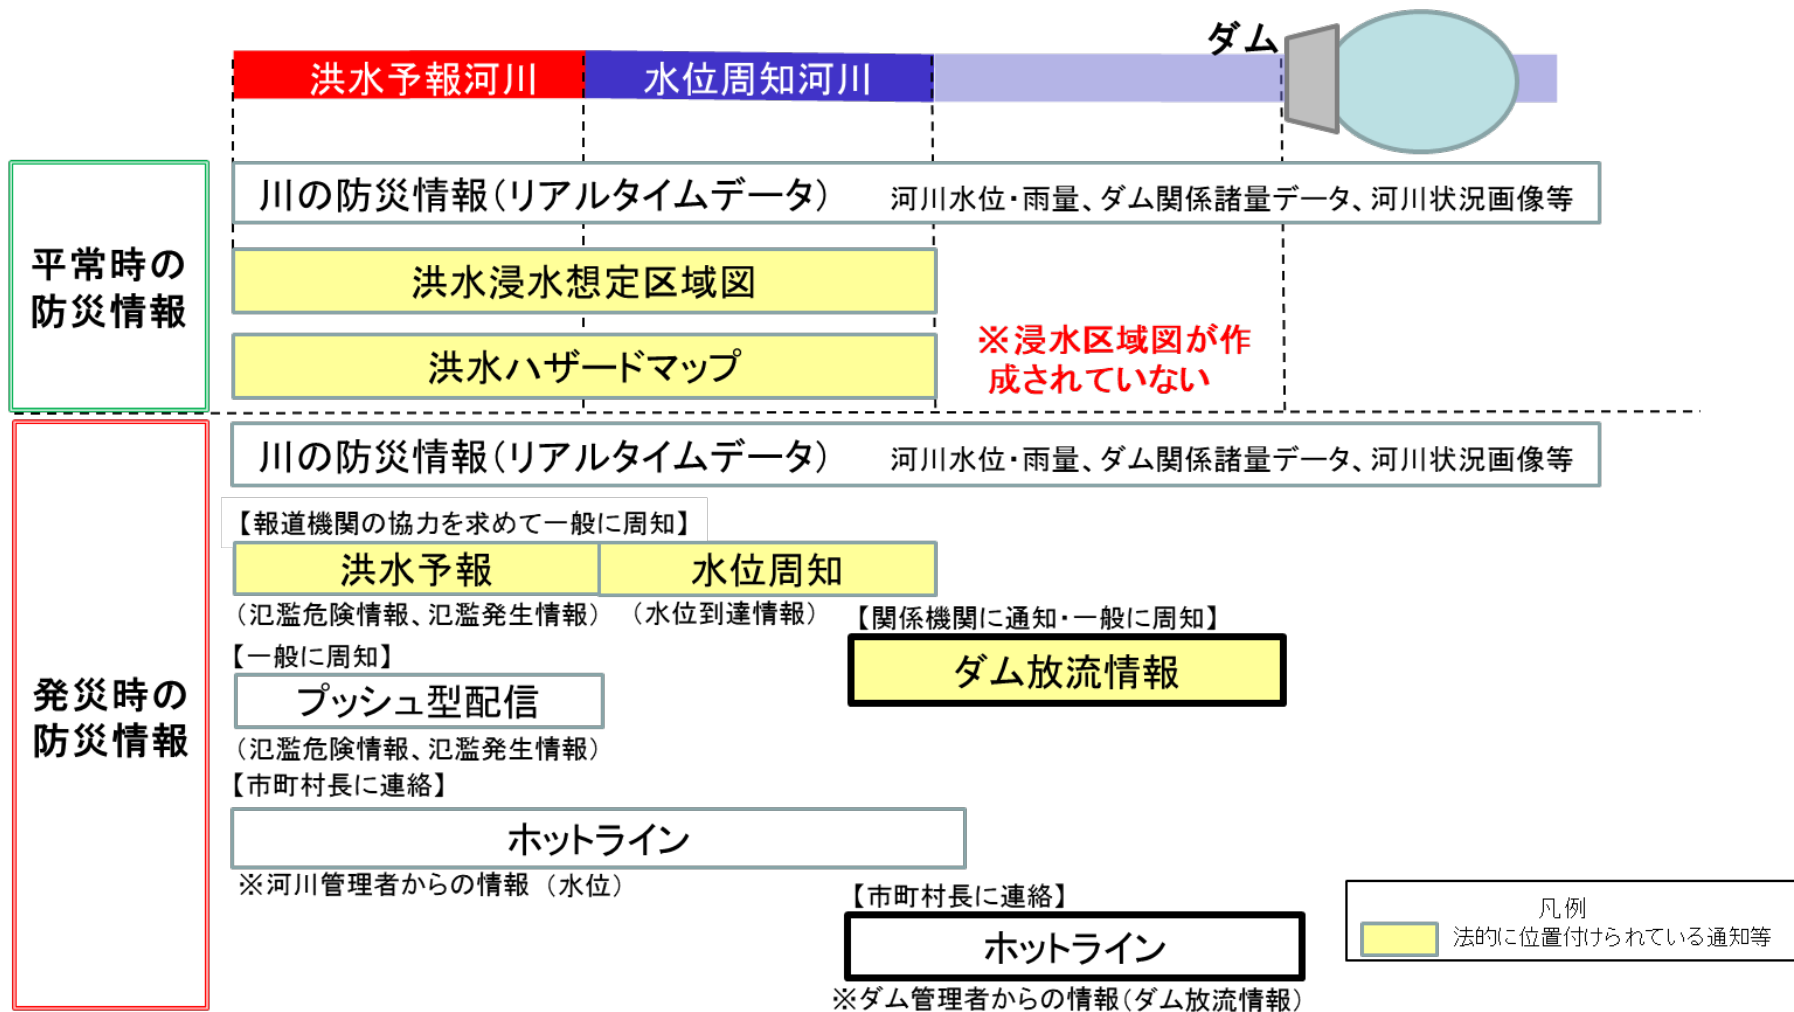 ダム
洪水予報河川
水位周知河川
平常時の
防災情報
川の防災情報(リアルタイムデータ) 河川水位・雨量、ダム関係諸量データ、河川状況画像等
洪水浸水想定区域図
洪水ハザードマップ
※浸水区域図が作
成されていない
発災時の
防災情報
川の防災情報(リアルタイムデータ) 河川水位・雨量、ダム関係諸量データ、河川状況画像等
【報道機関の協力を求めて一般に周知】
洪水予報
水位周知
(氾濫危険情報、氾濫発生情報)
(水位到達情報)
【関係機関に通知・一般に周知】
ダム放流情報
【一般に周知】
プッシュ型配信
(氾濫危険情報、氾濫発生情報)
【市町村長に連絡】
ホットライン
※河川管理者からの情報 (水位)
【市町村長に連絡】
ホットライン
※ダム管理者からの情報(ダム放流情報)
凡例
法的に位置付けられている通知等